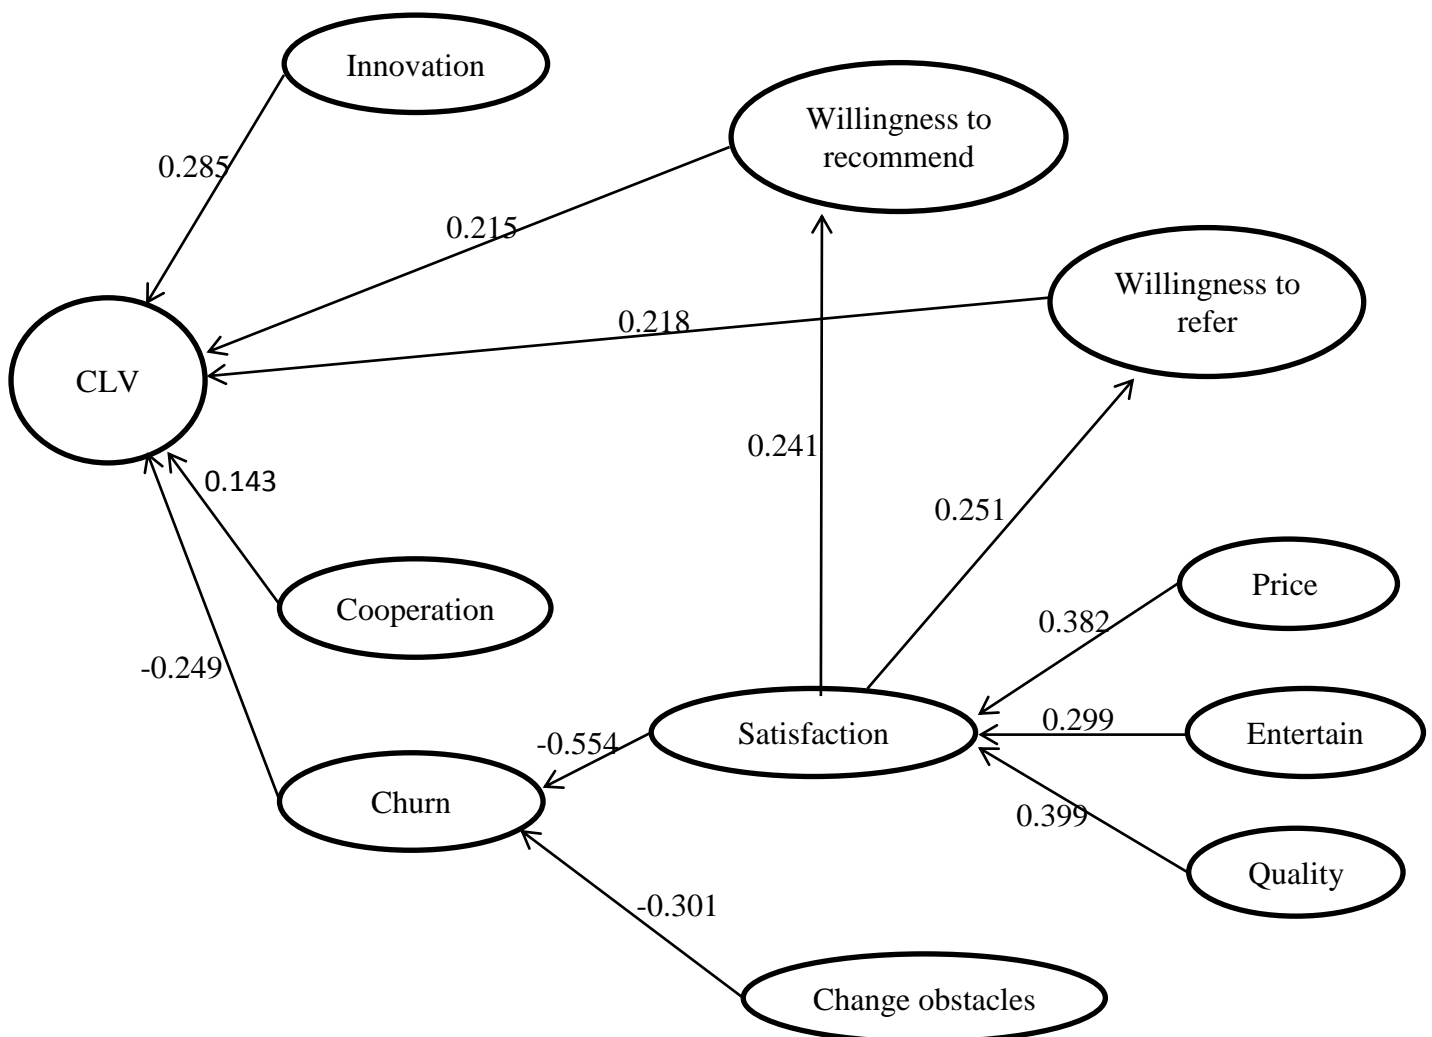 Innovation
Willingness to
recommend
0.285
0.215
Willingness to
refer
0.218
CLV
0.241
0.143
0.251
Price
Cooperation
0.382
-0.249
0.299
Entertain
Satisfaction
-0.554
Churn
0.399
Quality
-0.301
Change obstacles